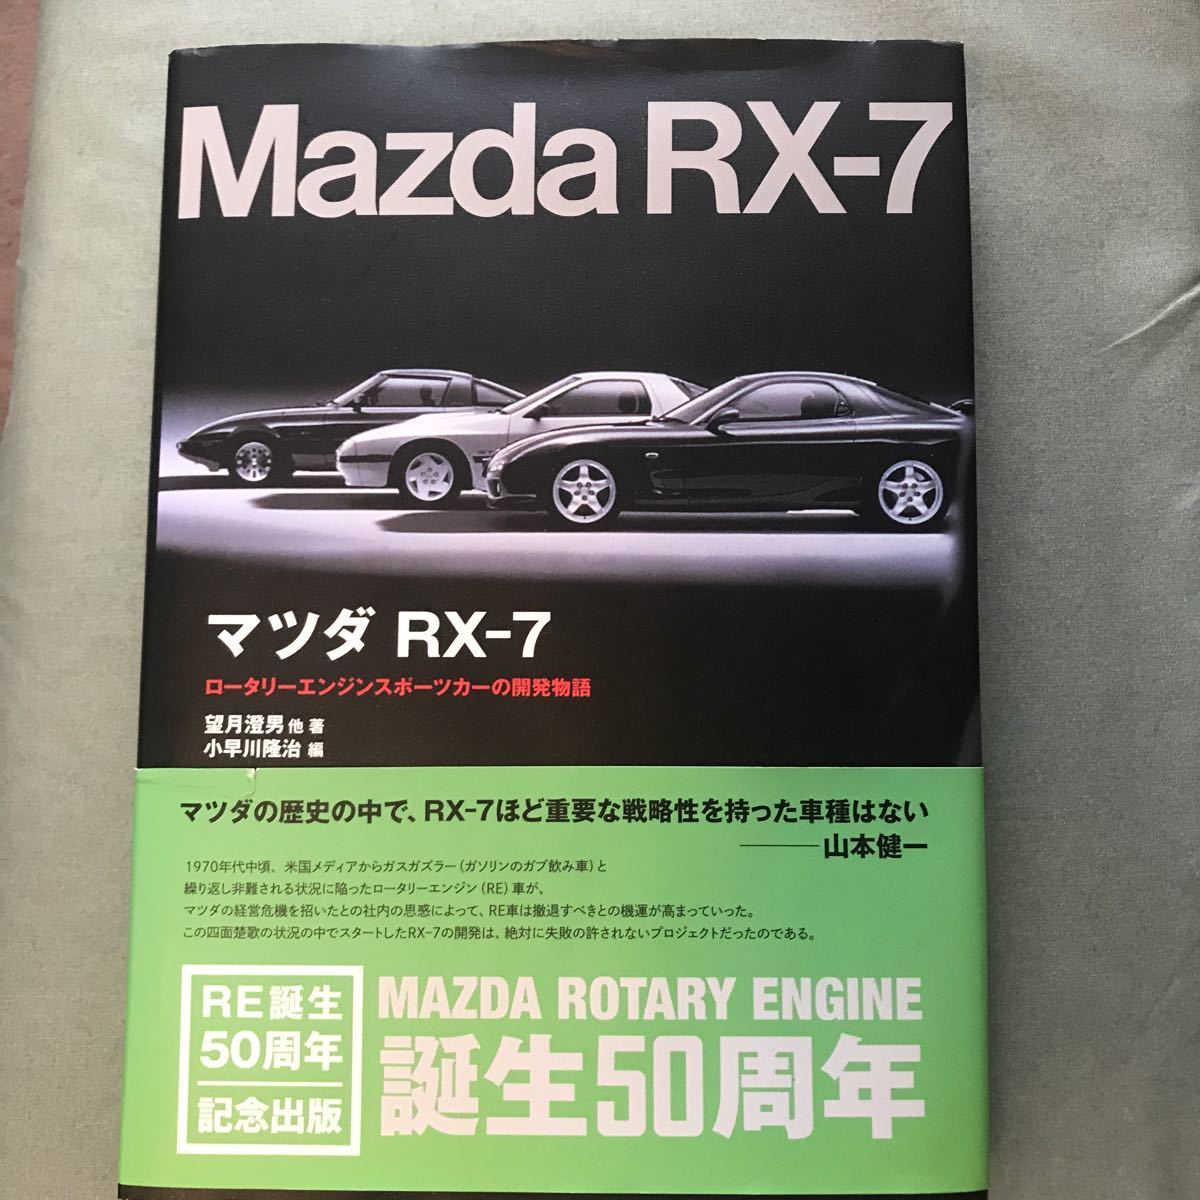 Mazda RX-7
マツダ RX-7
ロータリーエンジンスポーツカーの開発物語
望月澄男 他 著
小早川隆治 編
マツダの歴史の中で、RX-7ほど重要な戦略性を持った車種はない
――山本健一
1970年代中頃、米国メディアからガスガズラー(ガソリンのガブ飲み車)と
繰り返し非難される状況に陥ったロータリーエンジン(RE)車が、
マツダの経営危機を招いたとの社内の思惑によって、RE車は撤退すべきとの機運が高まっていった。
この四面楚歌の状況の中でスタートしたRX-7の開発は、絶対に失敗の許されないプロジェクトだったのである。
RE誕生
50周年
記念出版
MAZDA ROTARY ENGINE
誕生50周年